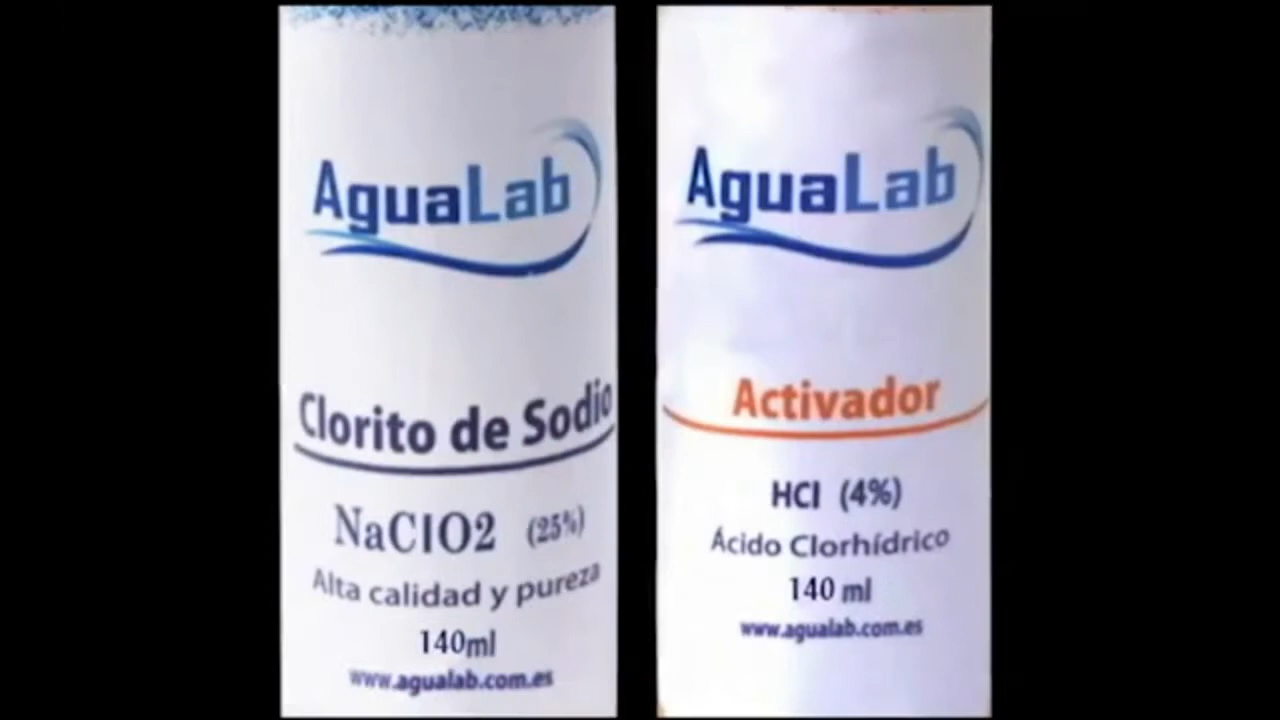 AguaLab
Clorito de Sodio
NaClO2 (25%)
Alta calidad y pureza
140ml
www.agualab.com.es
AguaLab
Activador
HCl (4%)
Ácido Clorhídrico
140 ml
www.agualab.com.es